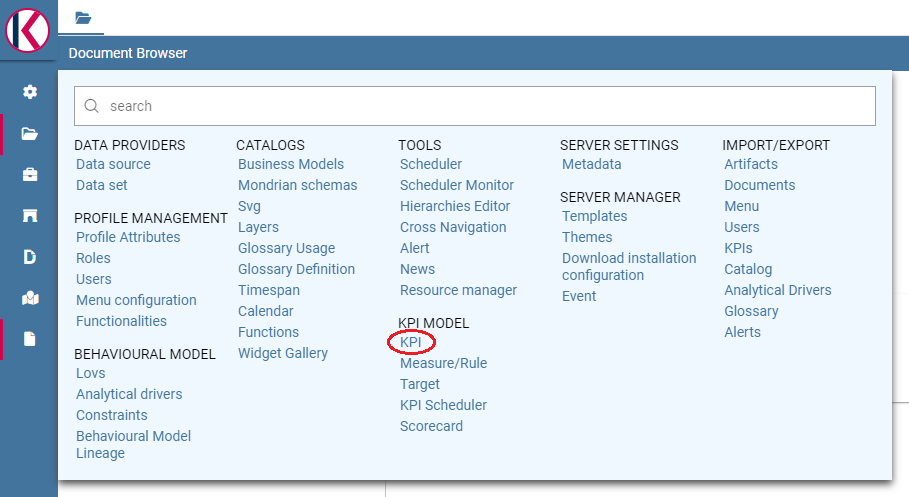 K
Document Browser
search
DATA PROVIDERS
Data source
Data set
PROFILE MANAGEMENT
Profile Attributes
Roles
Users
Menu configuration
Functionalities
BEHAVIOURAL MODEL
Lovs
Analytical drivers
Constraints
Behavioural Model
Lineage
CATALOGS
Business Models
Mondrian schemas
Svg
Layers
Glossary Usage
Glossary Definition
Timespan
Calendar
Functions
Widget Gallery
TOOLS
Scheduler
Scheduler Monitor
Hierarchies Editor
Cross Navigation
Alert
News
Resource manager
KPI MODEL
KPI
Measure/Rule
Target
KPI Scheduler
Scorecard
SERVER SETTINGS
Metadata
SERVER MANAGER
Templates
Themes
Download installation
configuration
Event
IMPORT/EXPORT
Artifacts
Documents
Menu
Users
KPIs
Catalog
Analytical Drivers
Glossary
Alerts
D